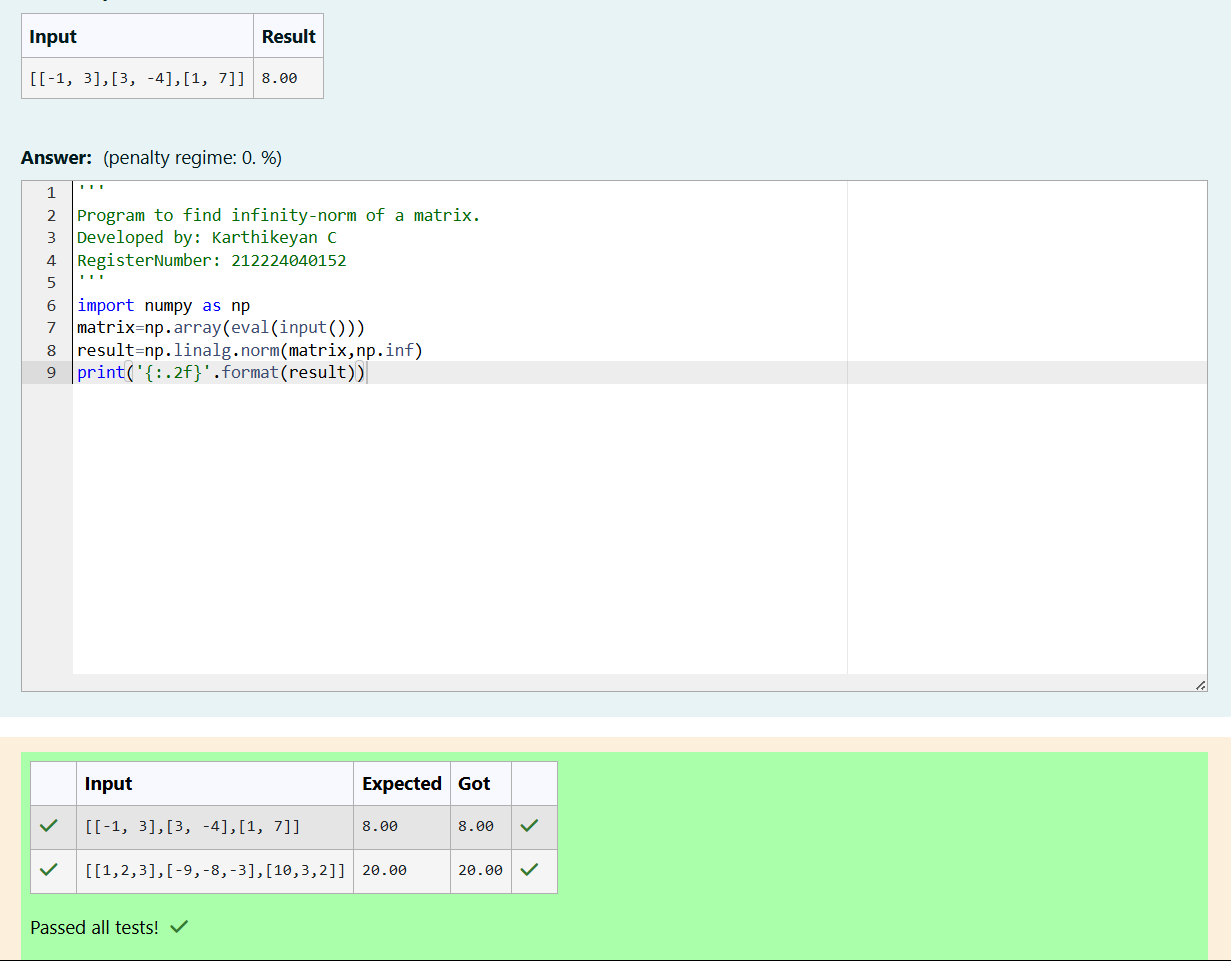 Input Result
[[-1, 3],[3, -4],[1, 7]] 8.00
Answer: (penalty regime: 0. %)
1 '''
2 Program to find infinity-norm of a matrix.
3 Developed by: Karthikeyan C
4 RegisterNumber: 212224040152
5 '''
6 import numpy as np
7 matrix=np.array(eval(input()))
8 result=np.linalg.norm(matrix,np.inf)
9 print('{:.2f}'.format(result))
Input Expected Got
[[-1, 3],[3, -4],[1, 7]] 8.00 8.00
[[1,2,3],[-9,-8,-3],[10,3,2]] 20.00 20.00
Passed all tests!